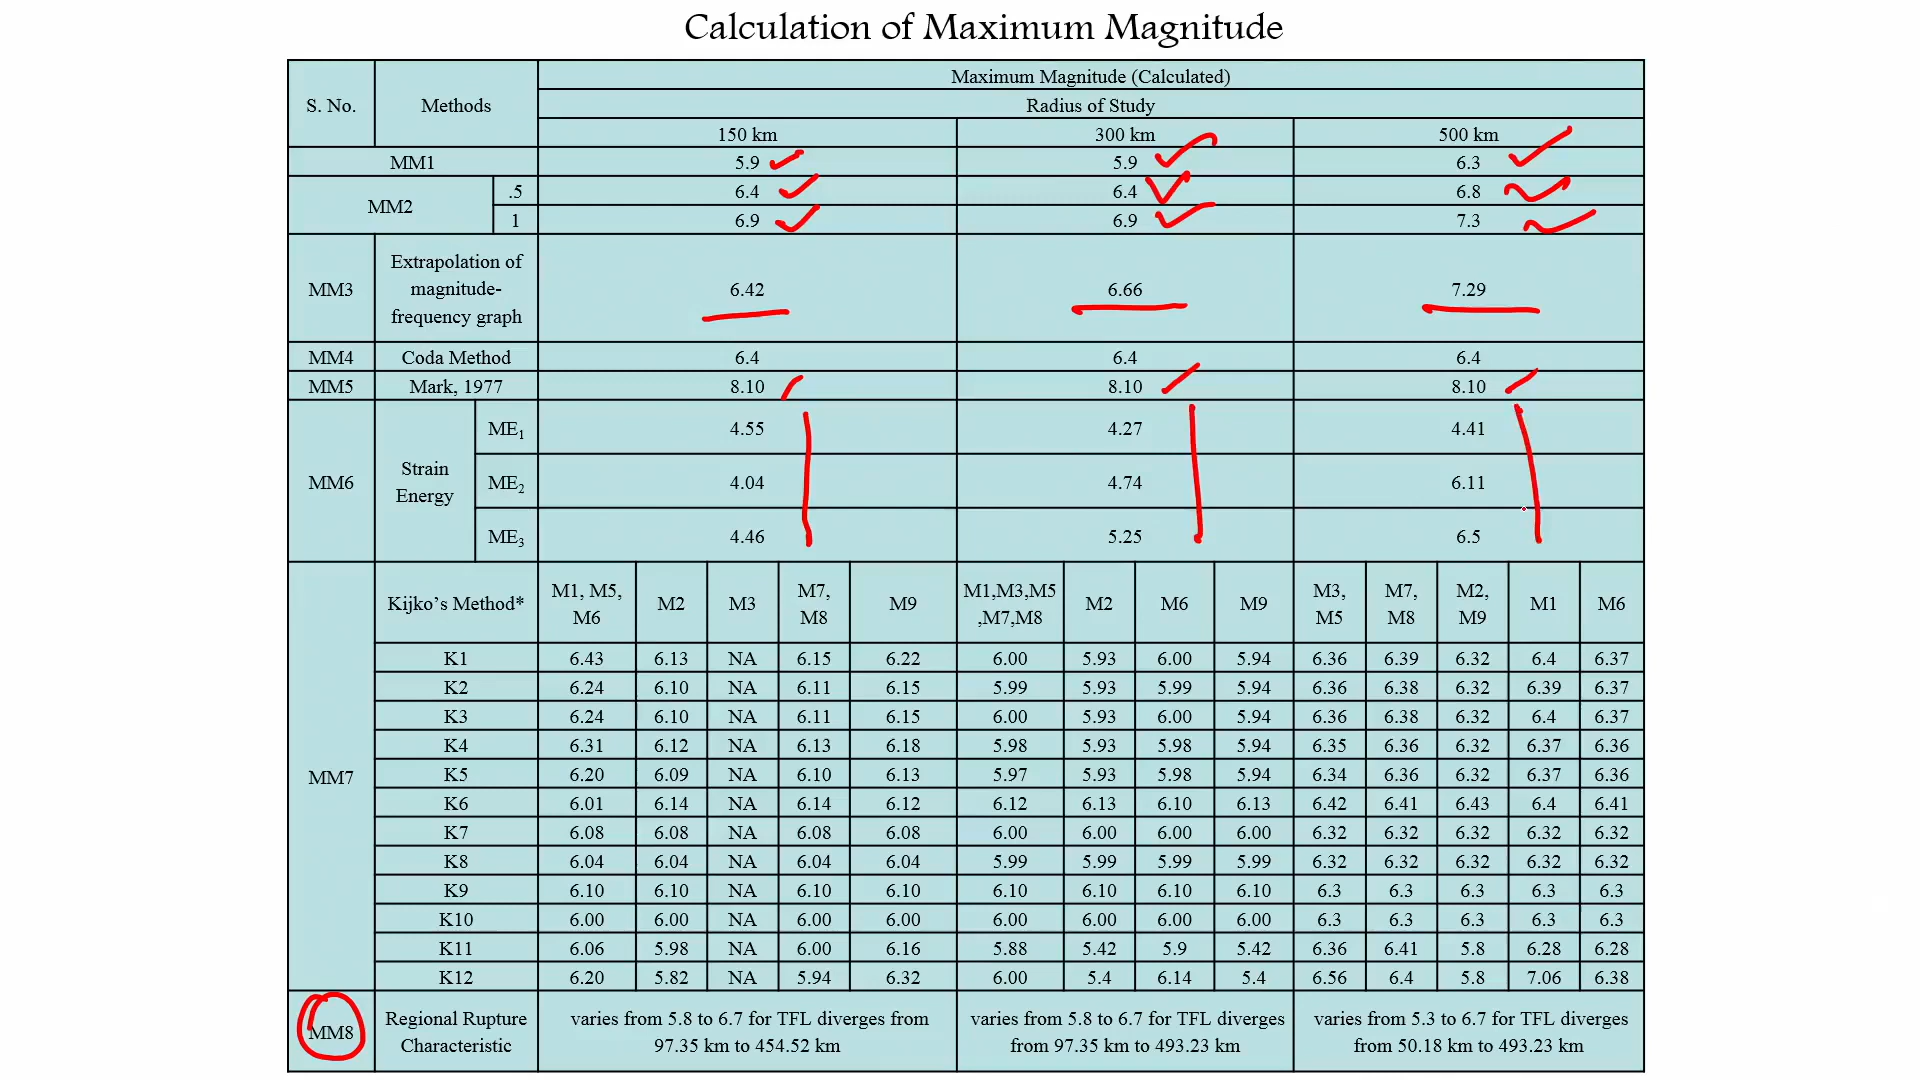 Calculation of Maximum Magnitude
S. No. Methods Maximum Magnitude (Calculated)
Radius of Study
150 km 300 km 500 km
MM1 5.9 5.9 6.3
MM2 .5 6.4 6.4 6.8
1 6.9 6.9 7.3
MM3 Extrapolation of magnitude-frequency graph 6.42 6.66 7.29
MM4 Coda Method 6.4 6.4 6.4
MM5 Mark, 1977 8.10 8.10 8.10
MM6 Strain Energy ME1 4.55 4.27 4.41
ME2 4.04 4.74 6.11
ME3 4.46 5.25 6.5
MM7 Kijko's Method* M1, M5, M6 M2 M3 M7, M8 M9 M1,M3,M5 ,M7,M8 M2 M6 M9 M3, M5 M7, M8 M2, M9 M1 M6
K1 6.43 6.13 NA 6.15 6.22 6.00 5.93 6.00 5.94 6.36 6.39 6.32 6.4 6.37
K2 6.24 6.10 NA 6.11 6.15 5.99 5.93 5.99 5.94 6.36 6.38 6.32 6.39 6.37
K3 6.24 6.10 NA 6.11 6.15 6.00 5.93 6.00 5.94 6.36 6.38 6.32 6.4 6.37
K4 6.31 6.12 NA 6.13 6.18 5.98 5.93 5.98 5.94 6.35 6.36 6.32 6.37 6.36
K5 6.20 6.09 NA 6.10 6.13 5.97 5.93 5.98 5.94 6.34 6.36 6.32 6.37 6.36
K6 6.01 6.14 NA 6.14 6.12 6.12 6.13 6.10 6.13 6.42 6.41 6.43 6.4 6.41
K7 6.08 6.08 NA 6.08 6.08 6.00 6.00 6.00 6.00 6.32 6.32 6.32 6.32 6.32
K8 6.04 6.04 NA 6.04 6.04 5.99 5.99 5.99 5.99 6.32 6.32 6.32 6.32 6.32
K9 6.10 6.10 NA 6.10 6.10 6.10 6.10 6.10 6.10 6.3 6.3 6.3 6.3 6.3
K10 6.00 6.00 NA 6.00 6.00 6.00 6.00 6.00 6.00 6.3 6.3 6.3 6.3 6.3
K11 6.06 5.98 NA 6.00 6.16 5.88 5.42 5.9 5.42 6.36 6.41 5.8 6.28 6.28
K12 6.20 5.82 NA 5.94 6.32 6.00 5.4 6.14 5.4 6.56 6.4 5.8 7.06 6.38
MM8 Regional Rupture Characteristic varies from 5.8 to 6.7 for TFL diverges from 97.35 km to 454.52 km varies from 5.8 to 6.7 for TFL diverges from 97.35 km to 493.23 km varies from 5.3 to 6.7 for TFL diverges from 50.18 km to 493.23 km